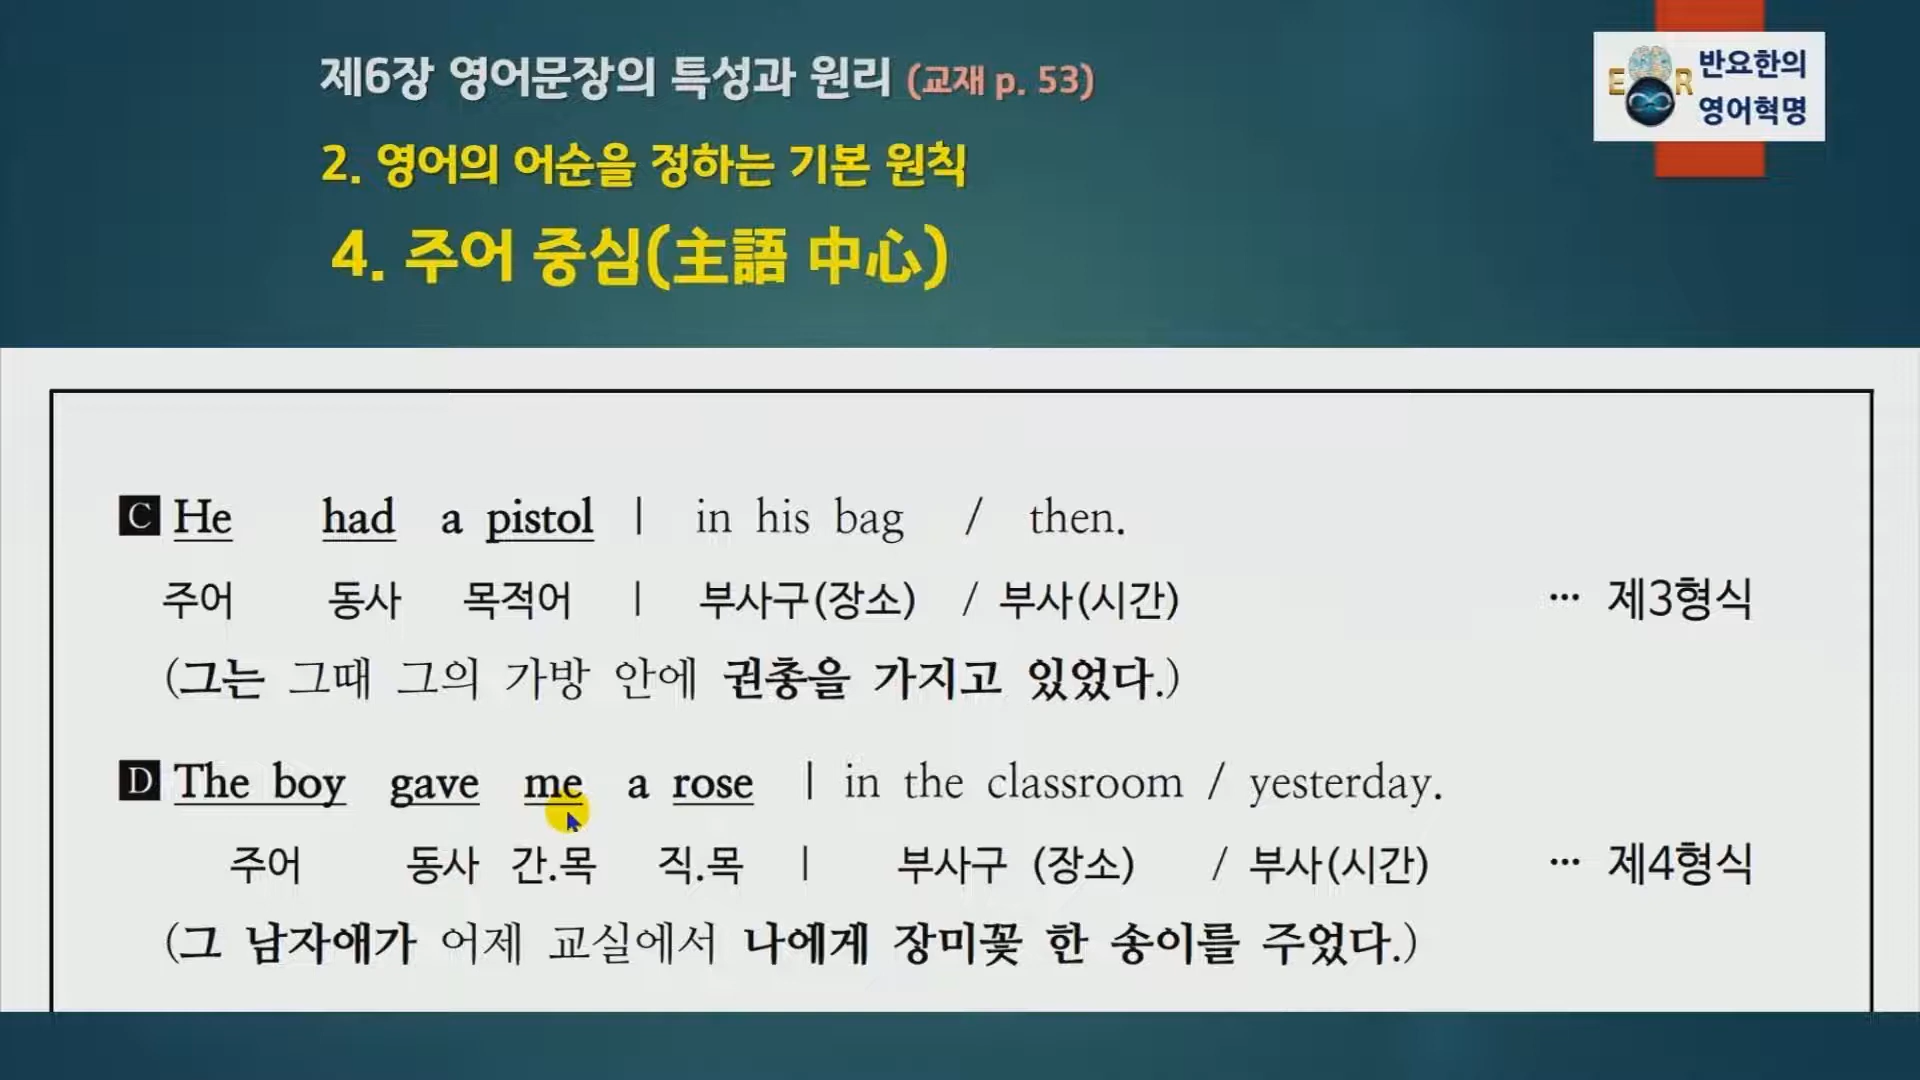 제6장 영어문장의 특성과 원리 (교재 p. 53)
E R 반요한의
영어혁명
2. 영어의 어순을 정하는 기본 원칙
4. 주어 중심(主語 中心)
C He had a pistol | in his bag / then.
주어 동사 목적어 | 부사구(장소) / 부사(시간) ··· 제3형식
(그는 그때 그의 가방 안에 권총을 가지고 있었다.)
D The boy gave me a rose | in the classroom / yesterday.
주어 동사 간.목 직.목 | 부사구 (장소) / 부사(시간) ··· 제4형식
(그 남자애가 어제 교실에서 나에게 장미꽃 한 송이를 주었다.)